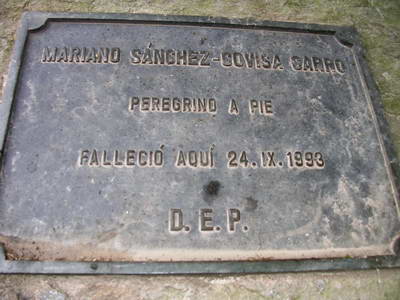 MARIANO SÁNCHEZ-COVISA CARRO
PEREGRINO A PIE
FALLECIÓ AQUÍ 24.IX.1993
D.E.P.